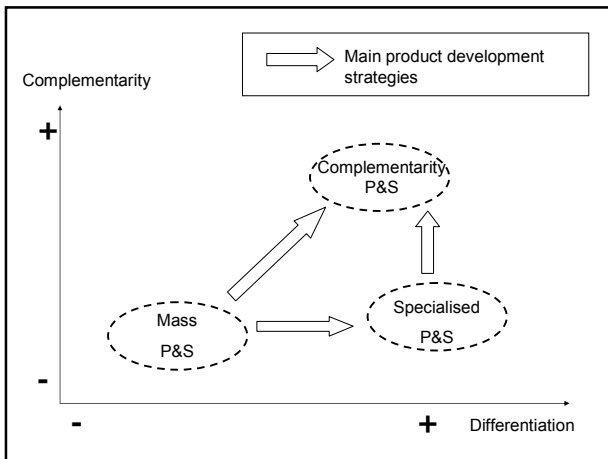 Main product development
strategies
Complementarity
+
Complementarity
P&S
Mass
P&S
Specialised
P&S
-
-
+
Differentiation